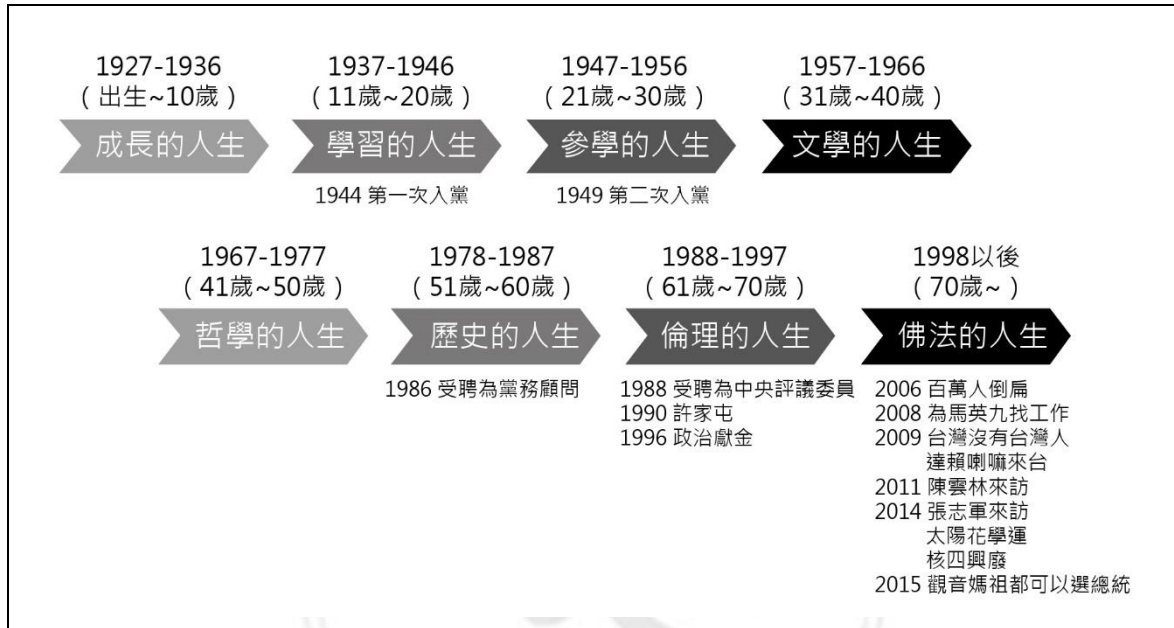 1927-1936
（出生~10歲）
成長的人生
1937-1946
（11歲~20歲）
學習的人生
1944 第一次入黨
1947-1956
（21歲~30歲）
參學的人生
1949 第二次入黨
1957-1966
（31歲~40歲）
文學的人生
1967-1977
（41歲~50歲）
哲學的人生
1978-1987
（51歲~60歲）
歷史的人生
1986 受聘為黨務顧問
1988-1997
（61歲~70歲）
倫理的人生
1988 受聘為中央評議委員
1990 許家屯
1996 政治獻金
1998以後
（70歲~ ）
佛法的人生
2006 百萬人倒扁
2008 為馬英九找工作
2009 台灣沒有台灣人
達賴喇嘛來台
2011 陳雲林來訪
2014 張志軍來訪
太陽花學運
核四興廢
2015 觀音媽祖都可以選總統